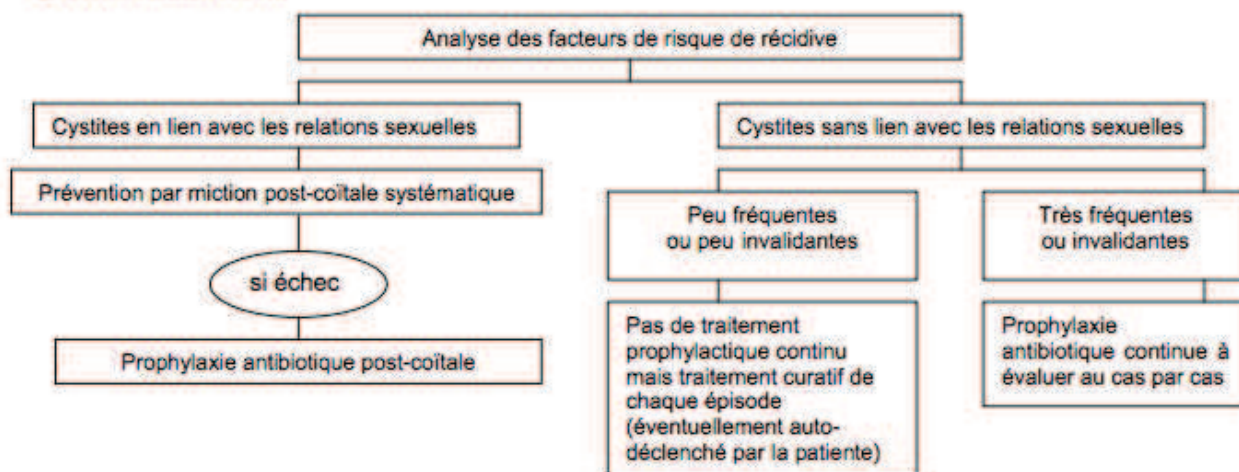 Analyse des facteurs de risque de récidive
Cystites en lien avec les relations sexuelles
Prévention par miction post-coïtale systématique
si échec
Prophylaxie antibiotique post-coïtale
Cystites sans lien avec les relations sexuelles
Peu fréquentes
ou peu invalidantes
Pas de traitement
prophylactique continu
mais traitement curatif de
chaque épisode
(éventuellement auto-
déclenché par la patiente)
Très fréquentes
ou invalidantes
Prophylaxie
antibiotique continue à
évaluer au cas par cas